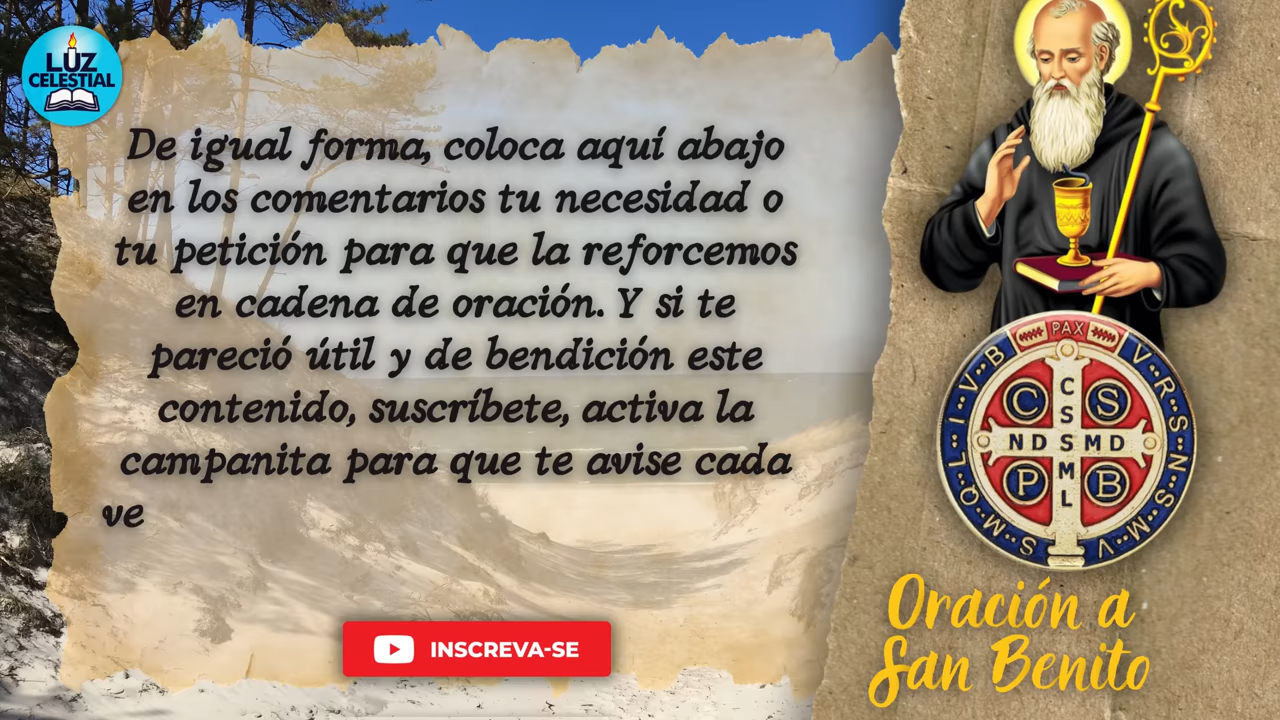 LUZ
CELESTIAL
De igual forma, coloca aquí abajo
en los comentarios tu necesidad o
tu petición para que la reforcemos
en cadena de oración. Y si te
pareció útil y de bendición este
contenido, suscríbete, activa la
campanita para que te avise cada
ve
INSCREVA-SE
PAX
V·R·S··N··S·M··V
S··M··Q·L··I·V·B
C S
C
S
S
M
L
ND S MD
P B
Oración a
San Benito